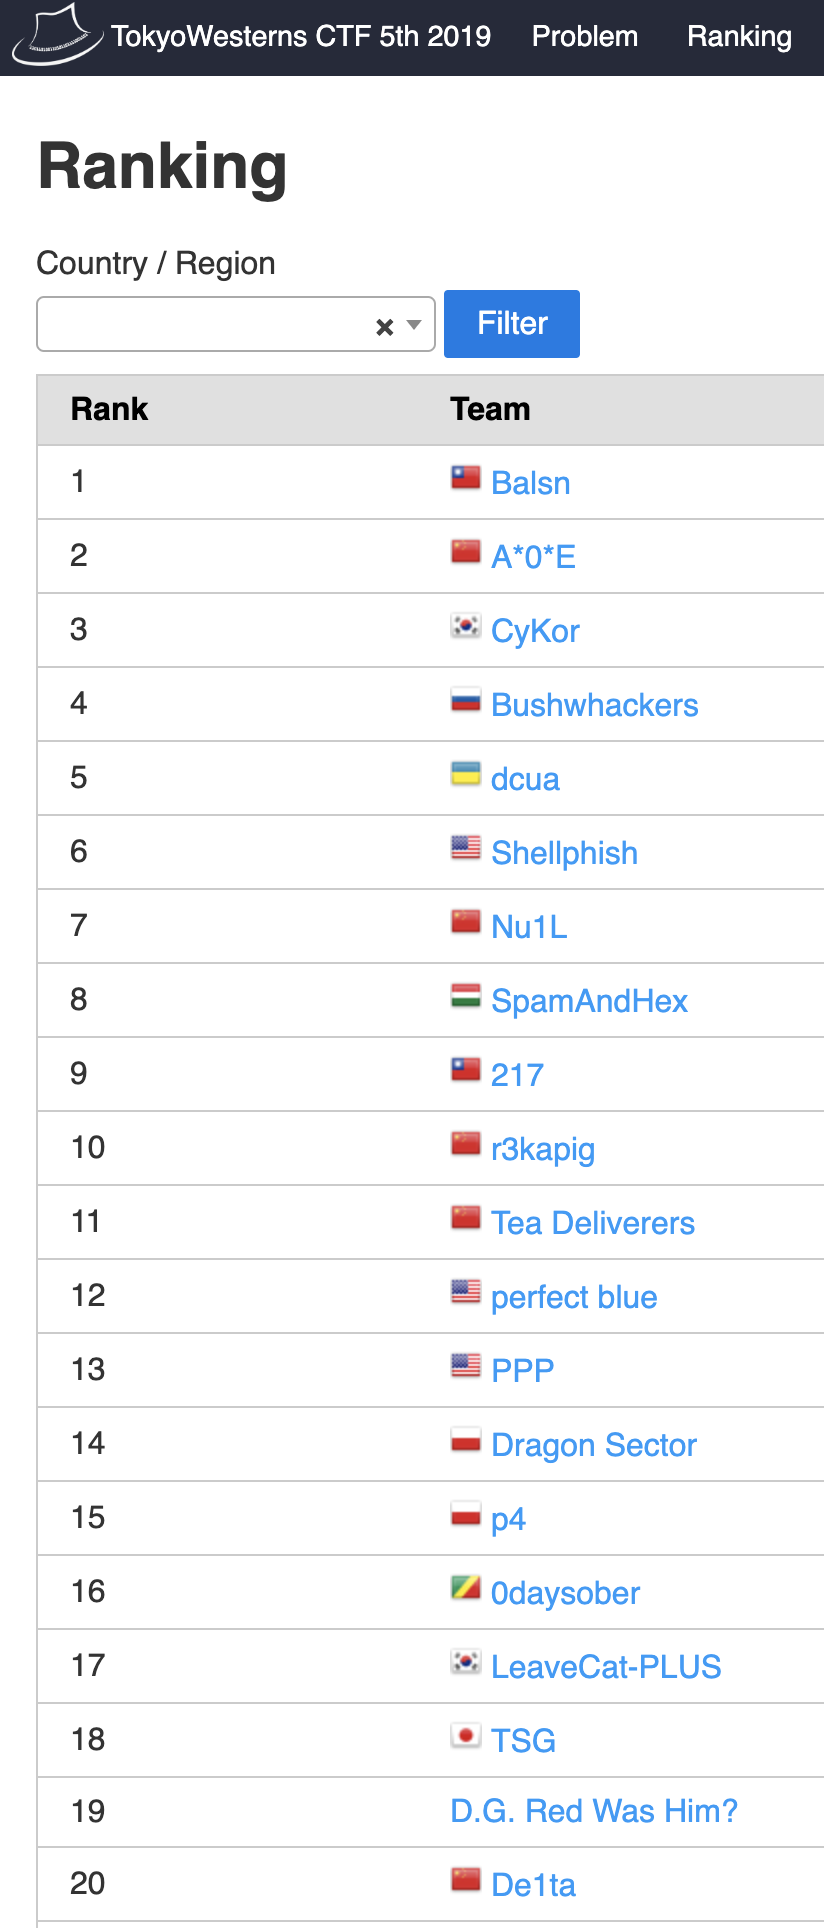 TokyoWesterns CTF 5th 2019 Problem Ranking
Ranking
Country / Region
Filter
Rank Team
1 Balsn
2 A*0*E
3 CyKor
4 Bushwhackers
5 dcua
6 Shellphish
7 Nu1L
8 SpamAndHex
9 217
10 r3kapig
11 Tea Deliverers
12 perfect blue
13 PPP
14 Dragon Sector
15 p4
16 0daysober
17 LeaveCat-PLUS
18 TSG
19 D.G. Red Was Him?
20 De1ta